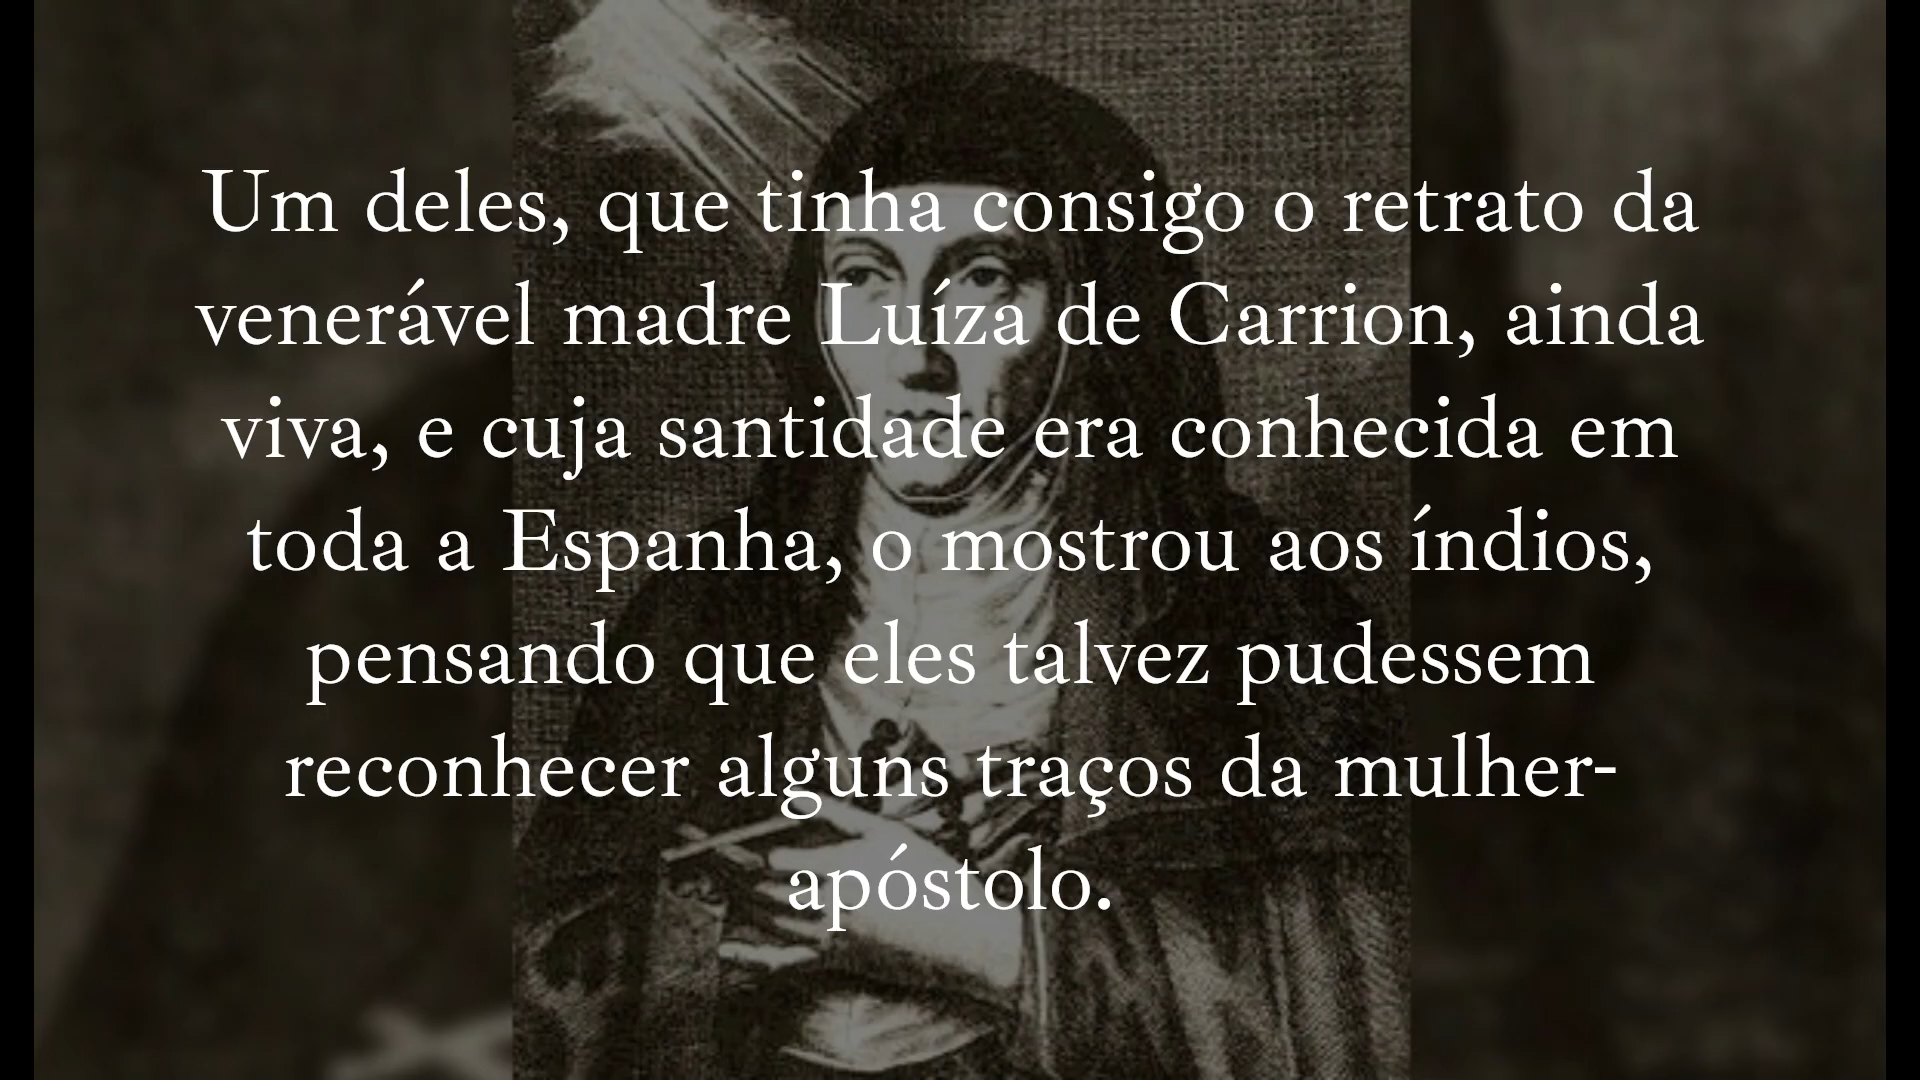 Um deles, que tinha consigo o retrato da
venerável madre Luíza de Carrion, ainda
viva, e cuja santidade era conhecida em
toda a Espanha, o mostrou aos índios,
pensando que eles talvez pudessem
reconhecer alguns traços da mulher-
apóstolo.